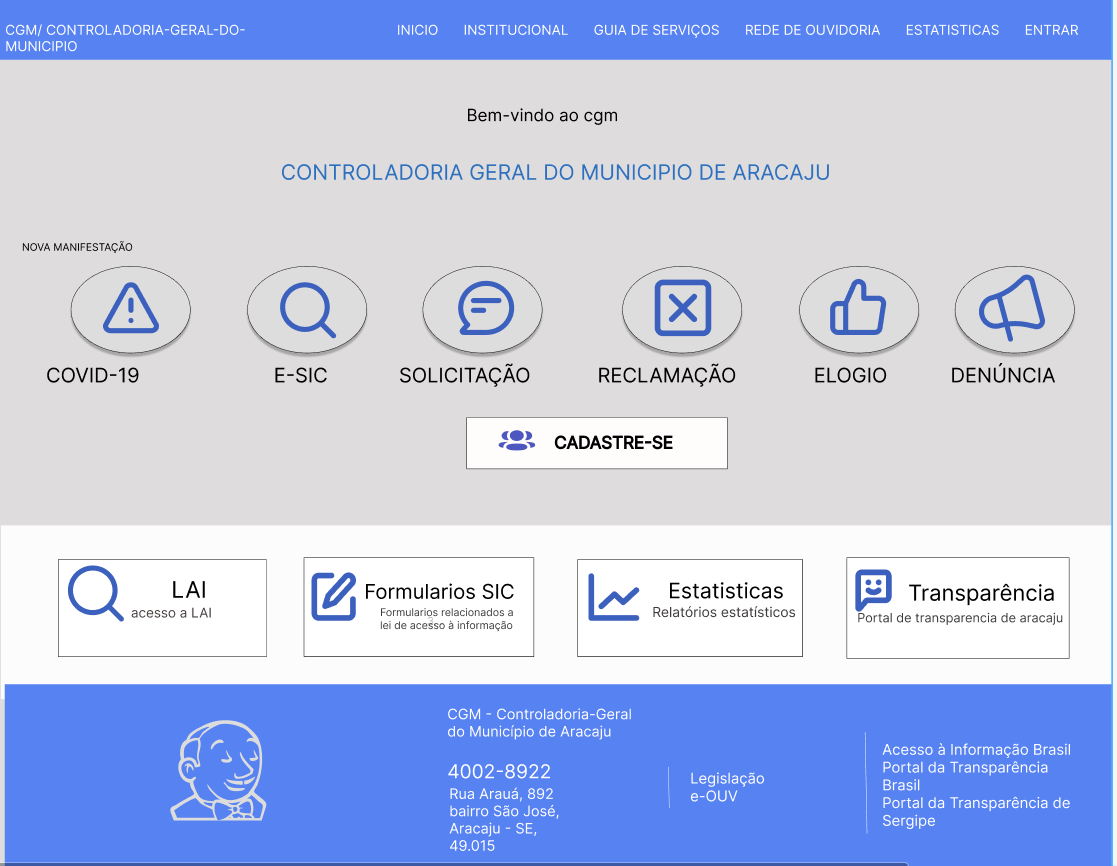 CGM/ CONTROLADORIA-GERAL-DO-
MUNICIPIO
INICIO
INSTITUCIONAL
GUIA DE SERVIÇOS
REDE DE OUVIDORIA
ESTATISTICAS
ENTRAR
Bem-vindo ao cgm
CONTROLADORIA GERAL DO MUNICIPIO DE ARACAJU
NOVA MANIFESTAÇÃO
COVID-19
E-SIC
SOLICITAÇÃO
RECLAMAÇÃO
ELOGIO
DENÚNCIA
CADASTRE-SE
LAI
acesso a LAI
Formularios SIC
Formularios relacionados a
lei de acesso à informação
Estatisticas
Relatórios estatísticos
Transparência
Portal de transparencia de aracaju
CGM - Controladoria-Geral
do Município de Aracaju
4002-8922
Rua Arauá, 892
bairro São José,
Aracaju - SE,
49.015
Legislação
e-OUV
Acesso à Informação Brasil
Portal da Transparência
Brasil
Portal da Transparência de
Sergipe